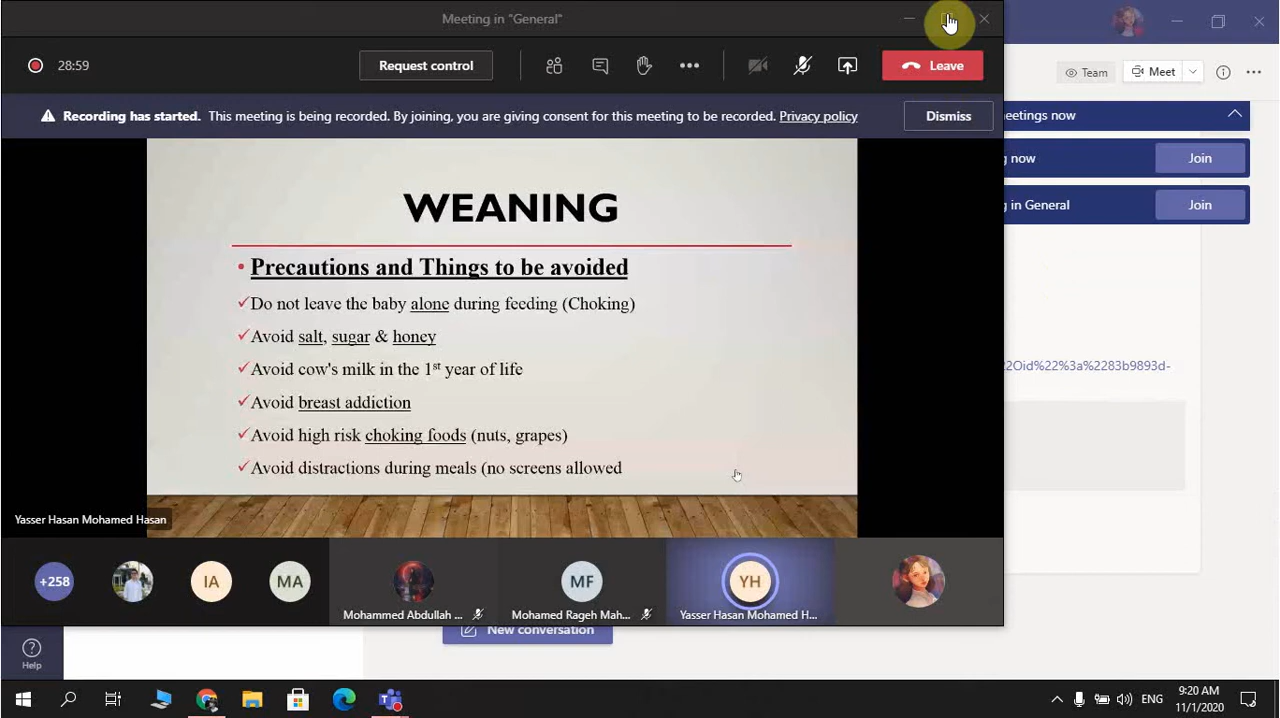 Meeting in "General"
28:59
Request control
Leave
Team
Meet
Recording has started. This meeting is being recorded. By joining, you are giving consent for this meeting to be recorded. Privacy policy
Dismiss
eetings now
g now
Join
g in General
Join
WEANING
• Precautions and Things to be avoided
✓Do not leave the baby alone during feeding (Choking)
✓Avoid salt, sugar & honey
✓Avoid cow's milk in the 1st year of life
✓Avoid breast addiction
✓Avoid high risk choking foods (nuts, grapes)
✓Avoid distractions during meals (no screens allowed
2Oid%22%3a%2283b9893d-
Yasser Hasan Mohamed Hasan
+258
IA
MA
MF
YH
Mohammed Abdullah ...
Mohamed Rageh Mah...
Yasser Hasan Mohamed H...
New conversation
Help
ENG
9:20 AM
11/1/2020